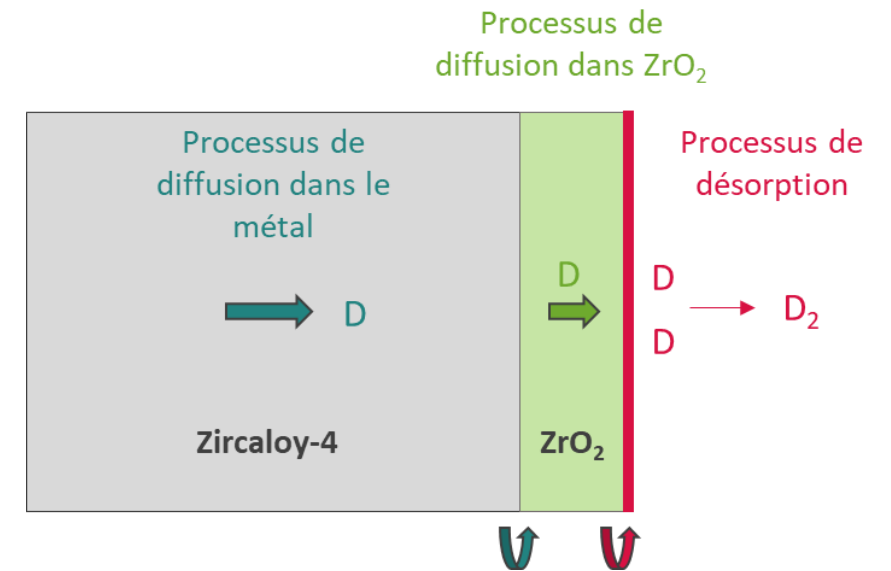 Processus de
diffusion dans ZrO₂
Processus de
diffusion dans le
métal
Processus de
désorption
D
D
D
D
D₂
Zircaloy-4
ZrO₂